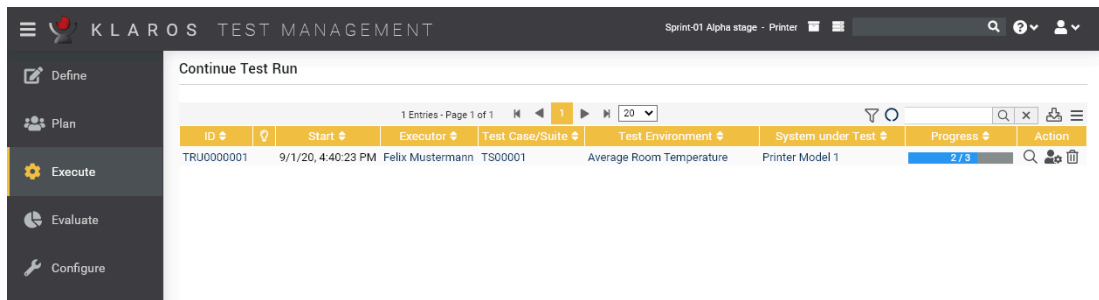 KLAROS TEST MANAGEMENT
Sprint-01 Alpha stage - Printer
Define
Plan
Execute
Evaluate
Configure
Continue Test Run
1 Entries - Page 1 of 1 1 20
ID Start Executor Test Case/Suite Test Environment System under Test Progress Action
TRU0000001 9/1/20, 4:40:23 PM Felix Mustermann TS00001 Average Room Temperature Printer Model 1 2 / 3